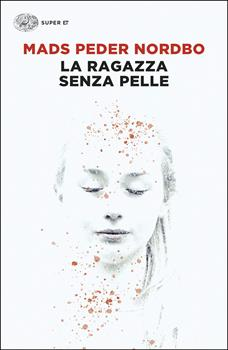 SUPER ET
MADS PEDER NORDBO
LA RAGAZZA
SENZA PELLE